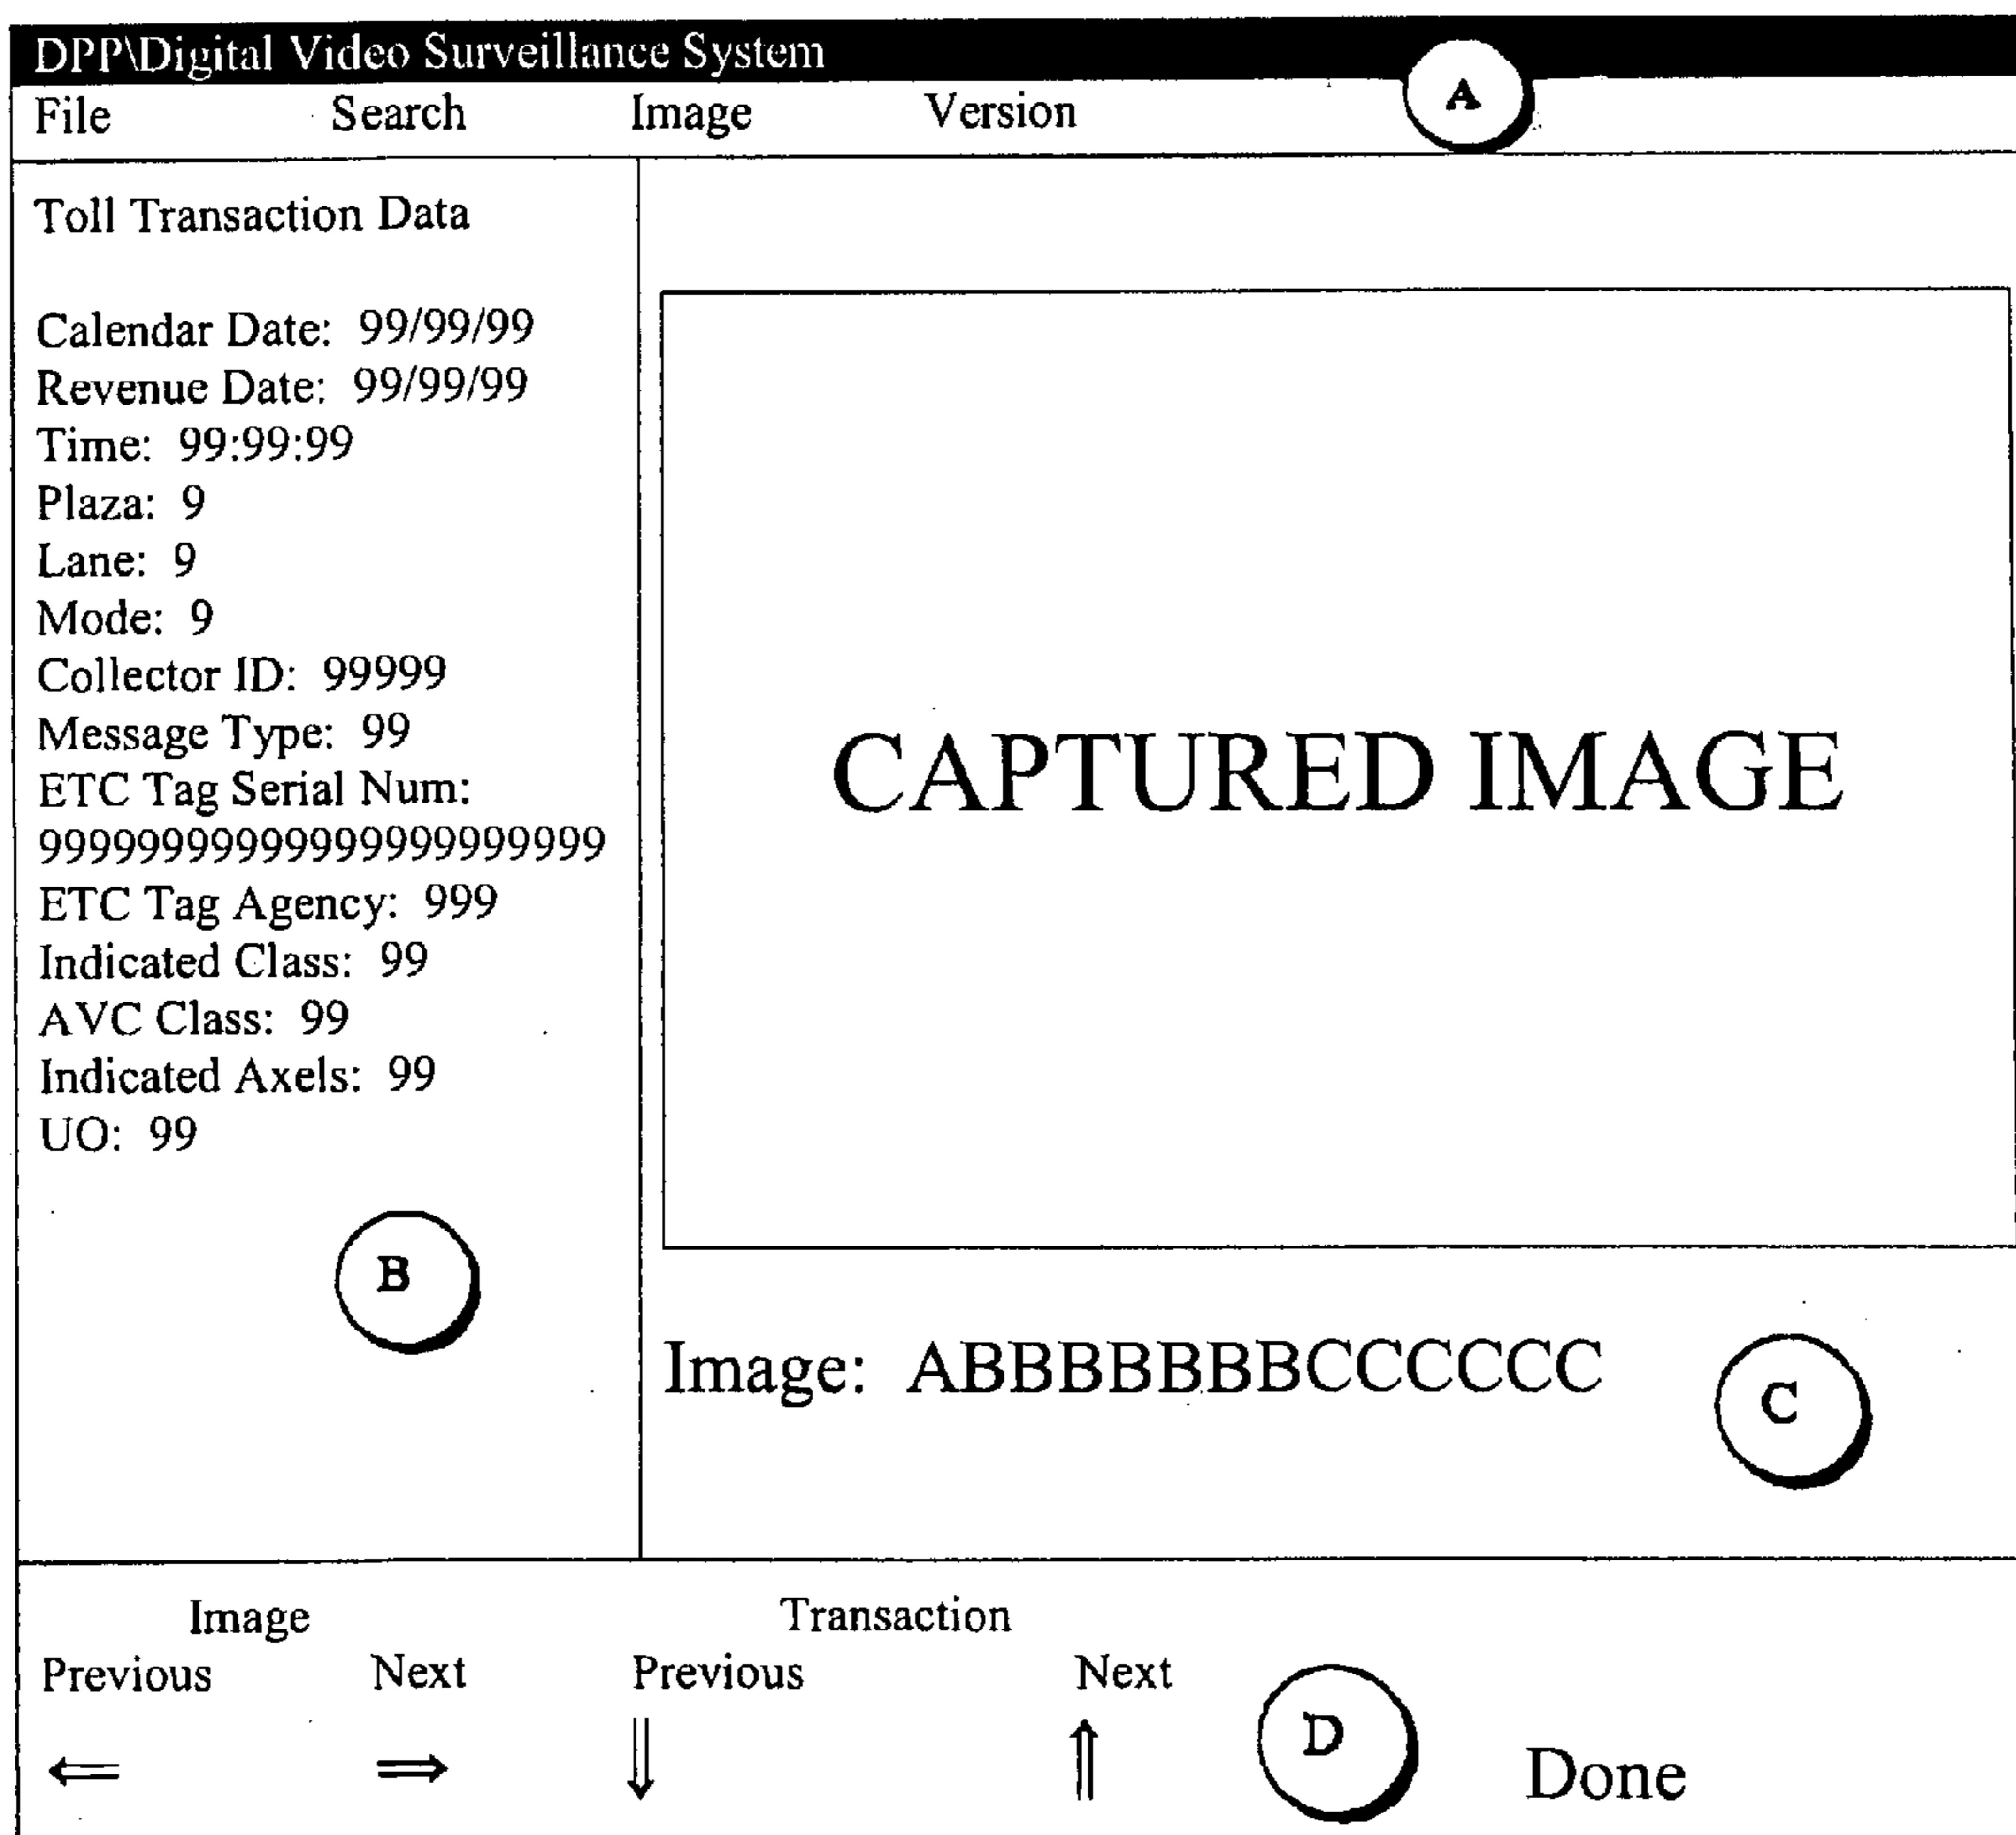 DPP\Digital Video Surveillance System
File Search Image Version A
Toll Transaction Data
Calendar Date: 99/99/99
Revenue Date: 99/99/99
Time: 99:99:99
Plaza: 9
Lane: 9
Mode: 9
Collector ID: 99999
Message Type: 99
ETC Tag Serial Num:
99999999999999999999999
ETC Tag Agency: 999
Indicated Class: 99
AVC Class: 99
Indicated Axels: 99
UO: 99
B
CAPTURED IMAGE
Image: ABBBBBBBCCCCCC
C
Image Transaction
Previous Next Previous Next
D
Done